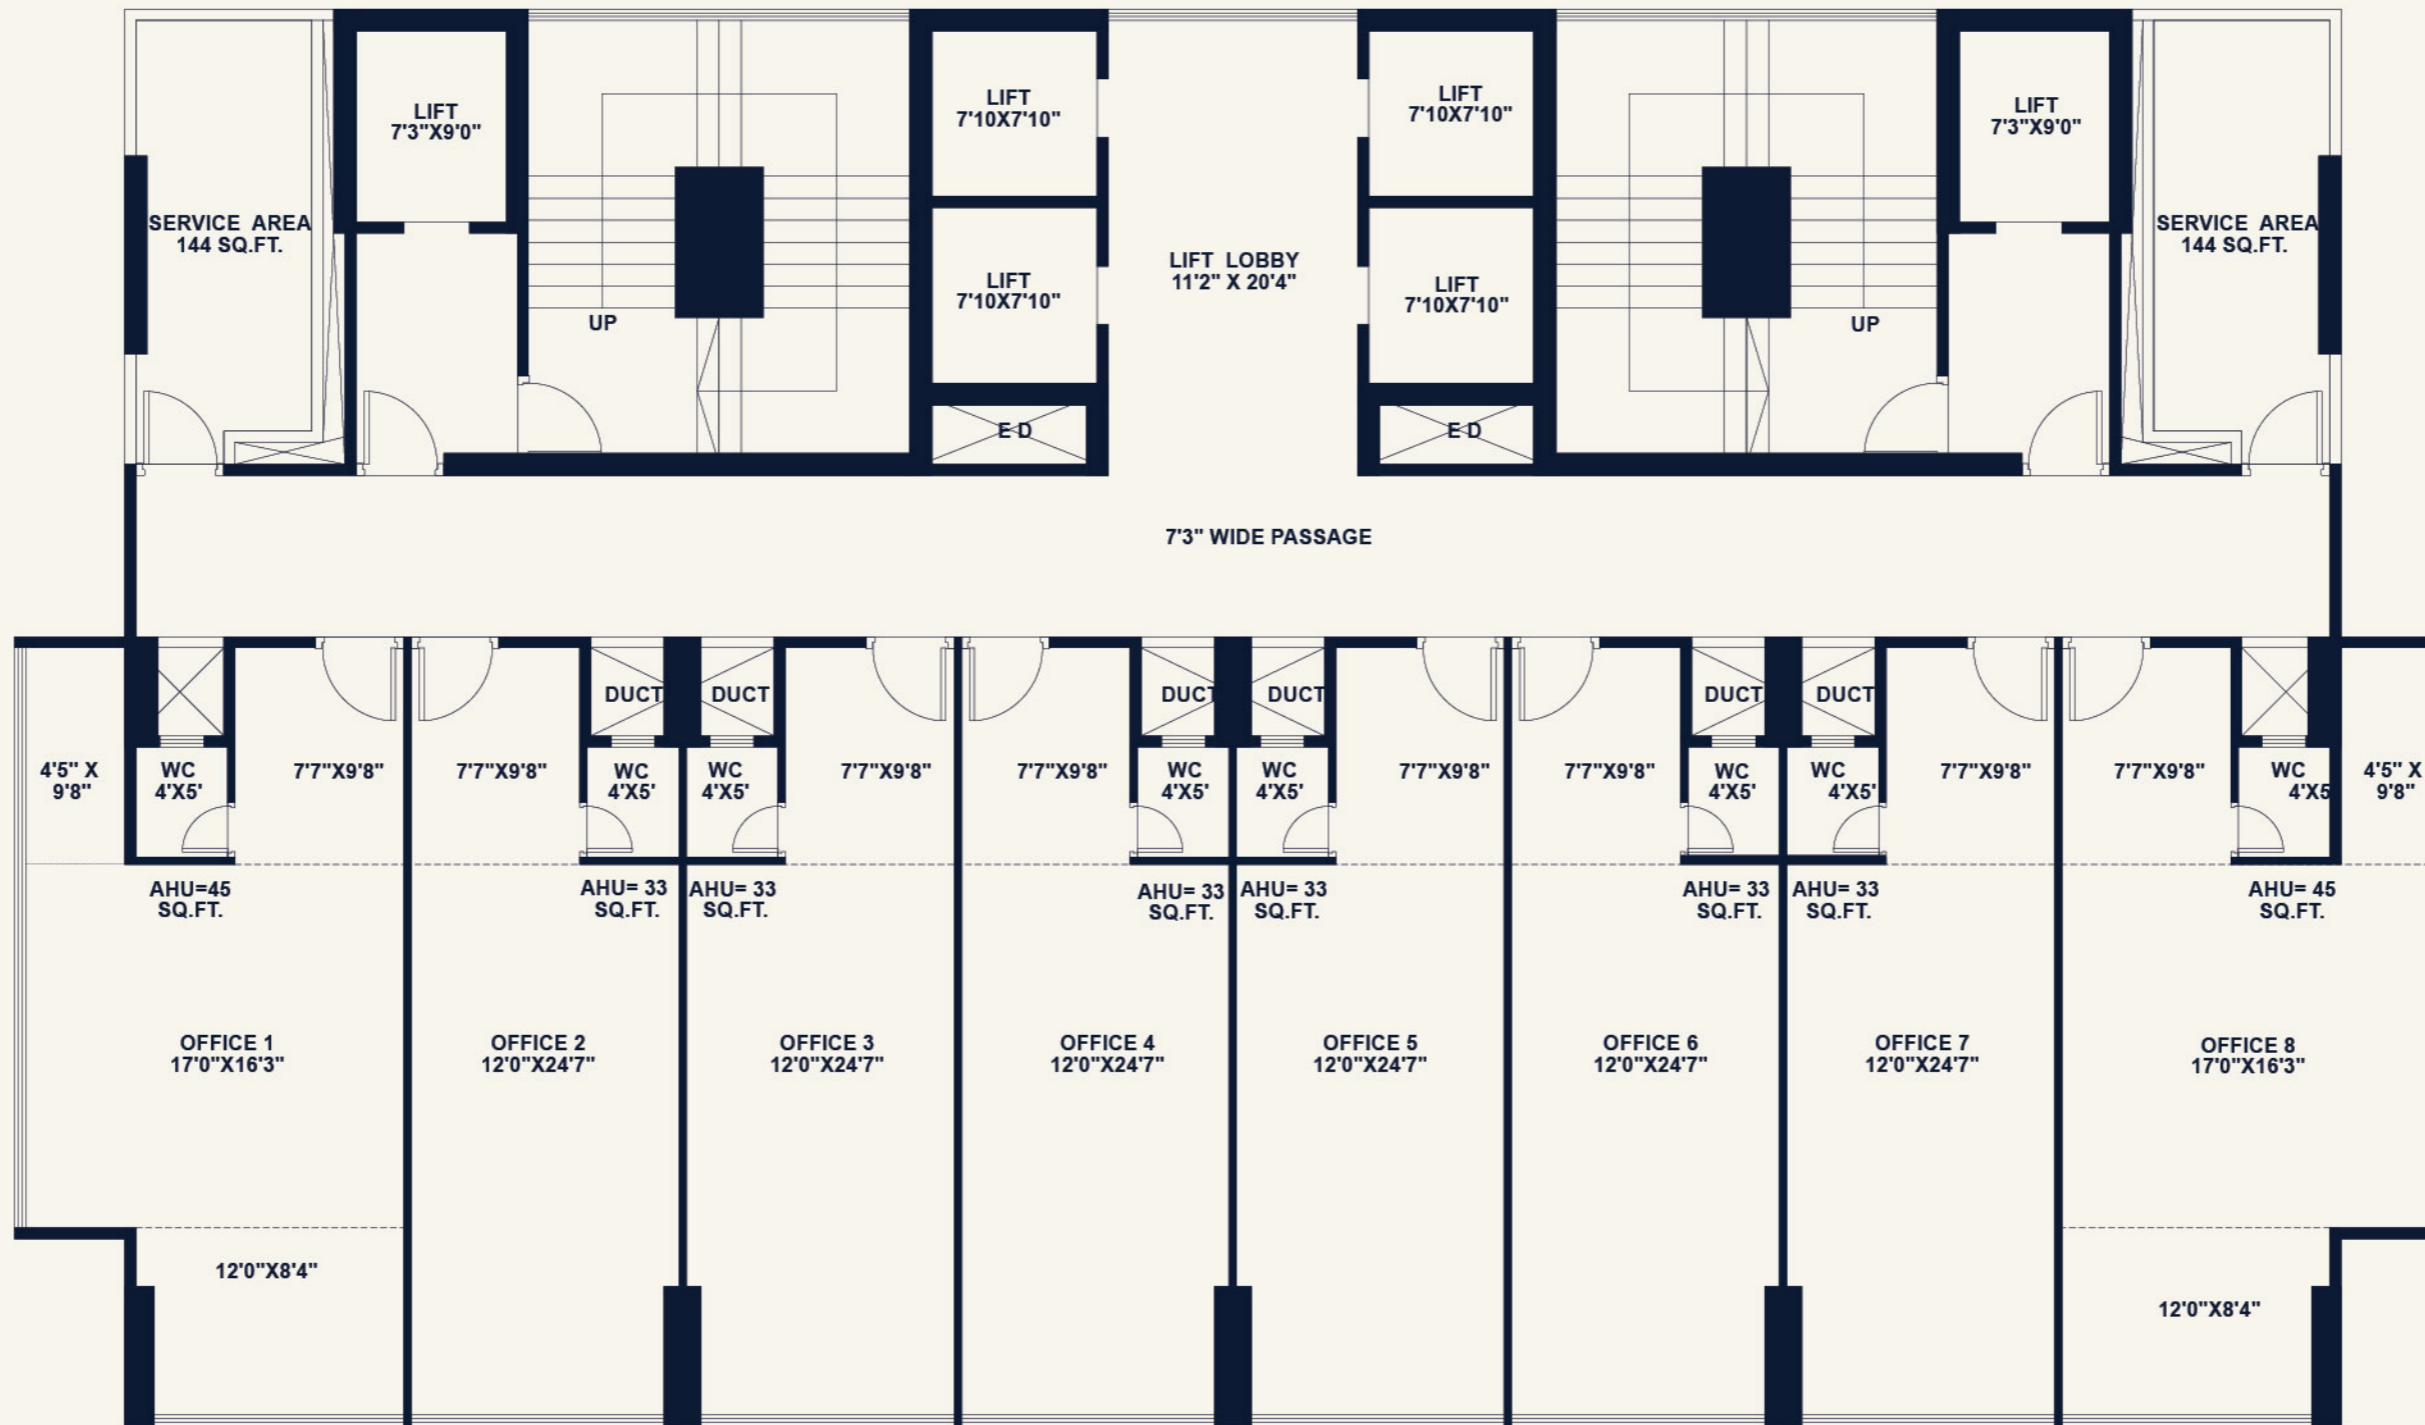 LIFT
7'3"X9'0"
LIFT
7'10X7'10"
LIFT
7'10X7'10"
LIFT
7'3"X9'0"
SERVICE AREA
144 SQ.FT.
SERVICE AREA
144 SQ.FT.
LIFT LOBBY
11'2" X 20'4"
LIFT
7'10X7'10"
LIFT
7'10X7'10"
UP
UP
E D
E D
7'3" WIDE PASSAGE
DUCT
DUCT
DUCT
DUCT
DUCT
DUCT
4'5" X
9'8"
WC
4'X5'
7'7"X9'8"
7'7"X9'8"
WC
4'X5'
WC
4'X5'
7'7"X9'8"
7'7"X9'8"
WC
4'X5'
WC
4'X5'
7'7"X9'8"
7'7"X9'8"
WC
4'X5'
WC
4'X5'
7'7"X9'8"
7'7"X9'8"
WC
4'X5
4'5" X
9'8"
AHU=45
SQ.FT.
AHU= 33
SQ.FT.
AHU= 33
SQ.FT.
AHU= 33
SQ.FT.
AHU= 33
SQ.FT.
AHU= 33
SQ.FT.
AHU= 33
SQ.FT.
AHU= 45
SQ.FT.
OFFICE 1
17'0"X16'3"
OFFICE 2
12'0"X24'7"
OFFICE 3
12'0"X24'7"
OFFICE 4
12'0"X24'7"
OFFICE 5
12'0"X24'7"
OFFICE 6
12'0"X24'7"
OFFICE 7
12'0"X24'7"
OFFICE 8
17'0"X16'3"
12'0"X8'4"
12'0"X8'4"